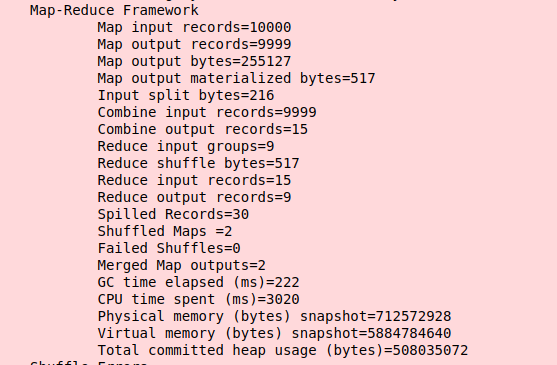 Map-Reduce Framework
Map input records=10000
Map output records=9999
Map output bytes=255127
Map output materialized bytes=517
Input split bytes=216
Combine input records=9999
Combine output records=15
Reduce input groups=9
Reduce shuffle bytes=517
Reduce input records=15
Reduce output records=9
Spilled Records=30
Shuffled Maps =2
Failed Shuffles=0
Merged Map outputs=2
GC time elapsed (ms)=222
CPU time spent (ms)=3020
Physical memory (bytes) snapshot=712572928
Virtual memory (bytes) snapshot=5884784640
Total committed heap usage (bytes)=508035072
Shuffle Errors